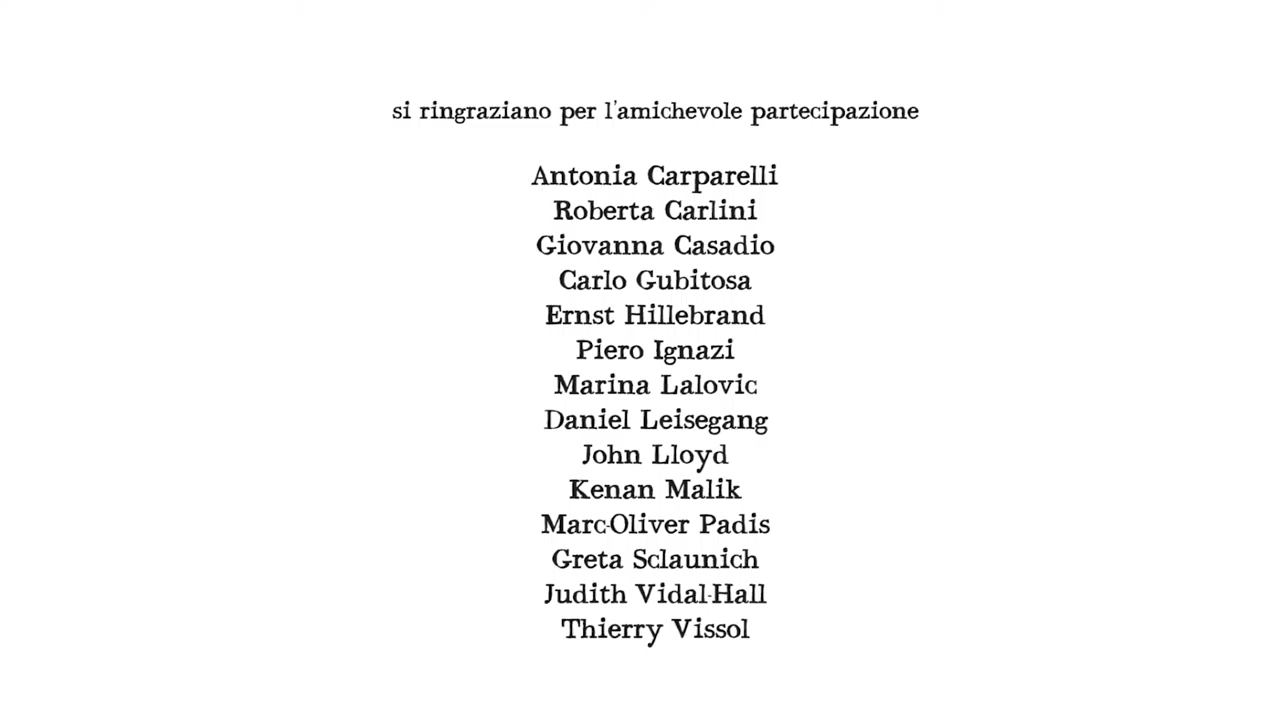 si ringraziano per l'amichevole partecipazione
Antonia Carparelli
Roberta Carlini
Giovanna Casadio
Carlo Gubitosa
Ernst Hillebrand
Piero Ignazi
Marina Lalovic
Daniel Leisegang
John Lloyd
Kenan Malik
Marc-Oliver Padis
Greta Sclaunich
Judith Vidal-Hall
Thierry Vissol